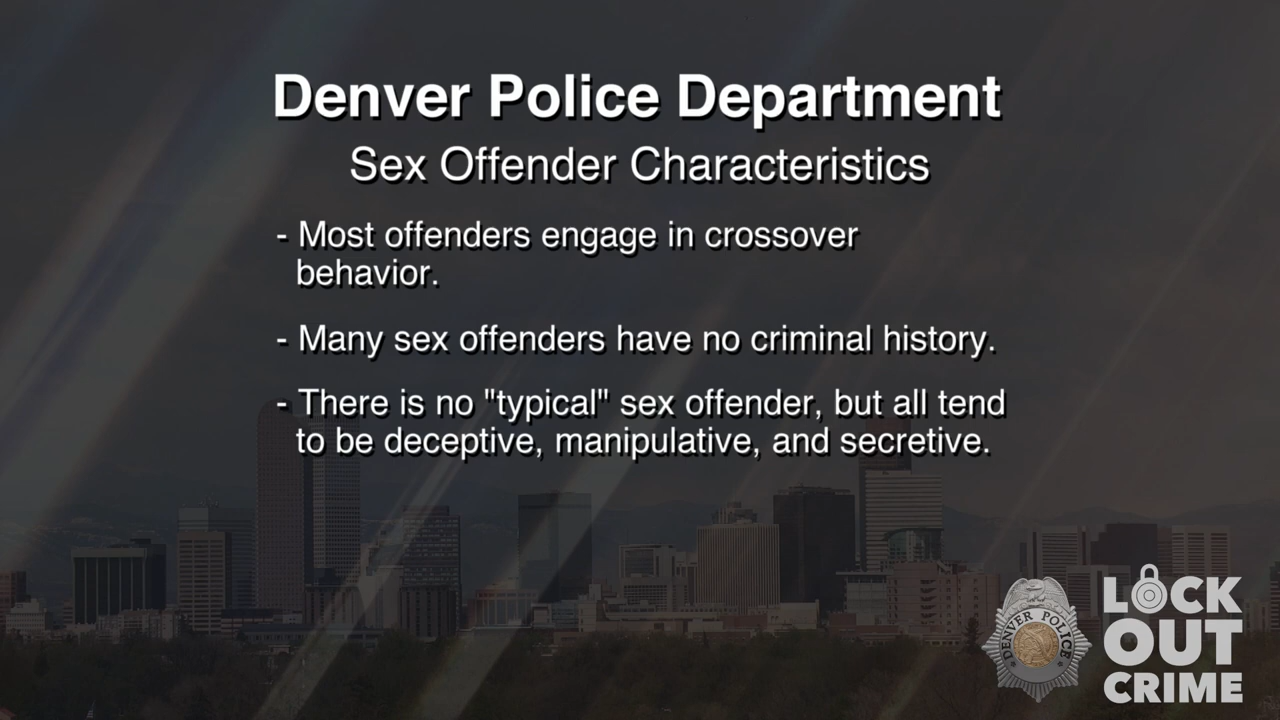 Denver Police Department
Sex Offender Characteristics
- Most offenders engage in crossover
behavior.
- Many sex offenders have no criminal history.
- There is no "typical" sex offender, but all tend
to be deceptive, manipulative, and secretive.
DENVER POLICE
LOCK
OUT
CRIME